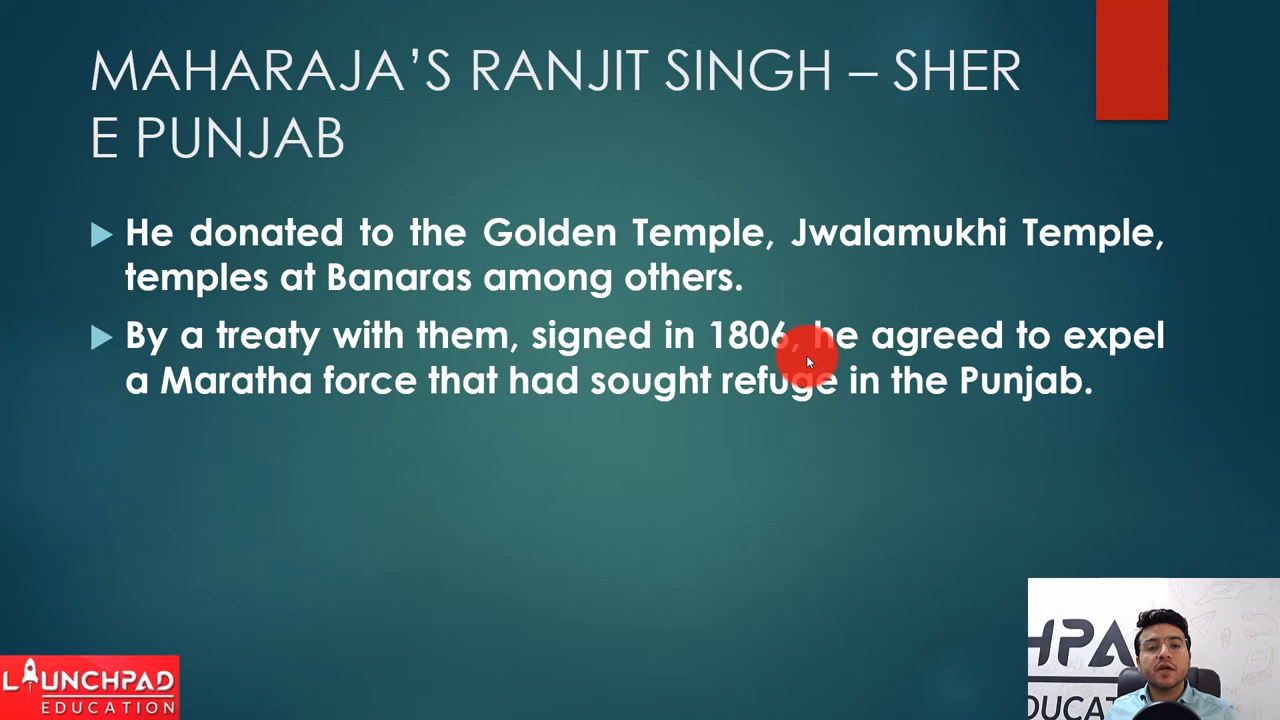 MAHARAJA’S RANJIT SINGH – SHER
E PUNJAB
He donated to the Golden Temple, Jwalamukhi Temple,
temples at Banaras among others.
By a treaty with them, signed in 1806, he agreed to expel
a Maratha force that had sought refuge in the Punjab.
LAUNCHPAD
EDUCATION
HPA
DUCAT